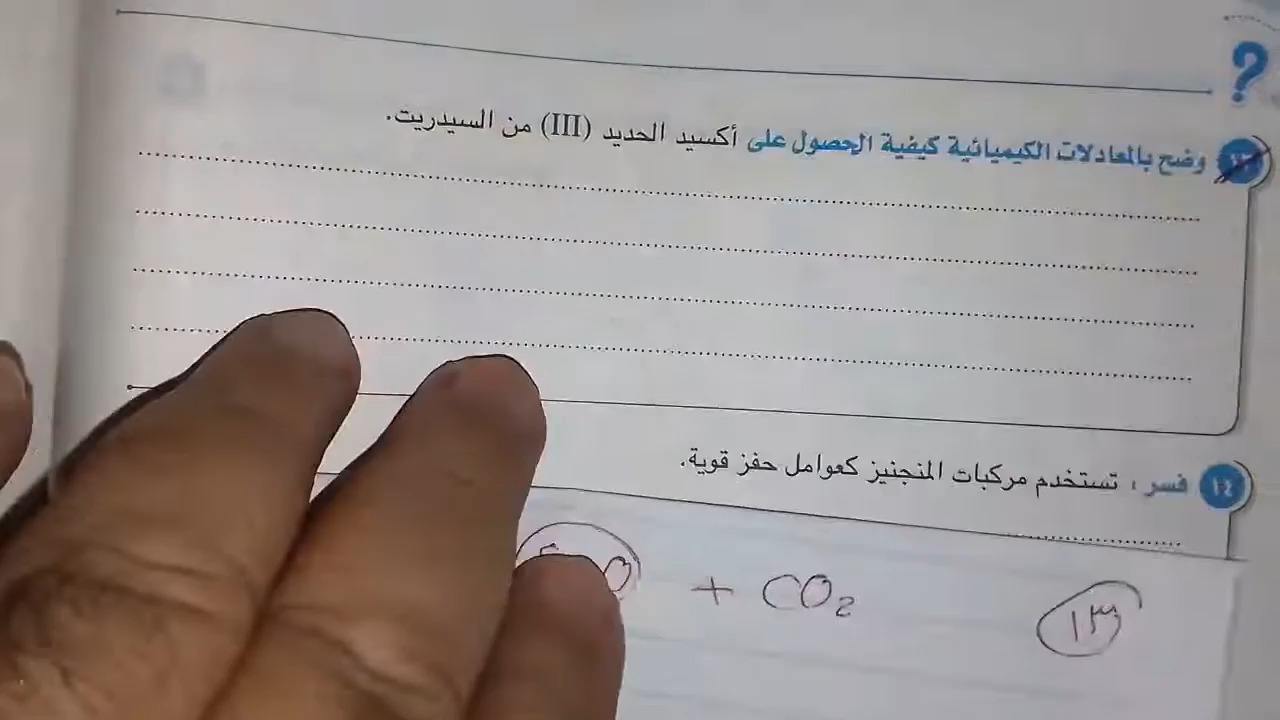 ?
وضح بالمعادلات الكيميائية كيفية الحصول على أكسيد الحديد (III) من السيدريت.
١٤ فسر : تستخدم مركبات المنجنيز كعوامل حفز قوية.
+ CO₂
١٣